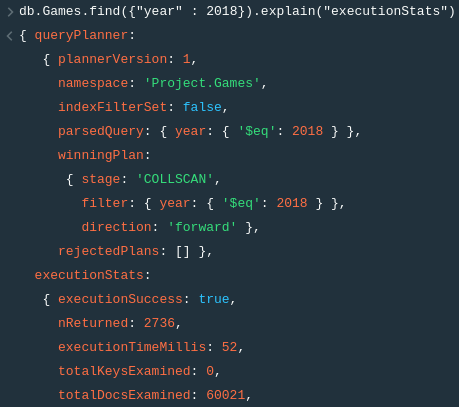 > db.Games.find({"year" : 2018}).explain("executionStats")
< { queryPlanner:
{ plannerVersion: 1,
namespace: 'Project.Games',
indexFilterSet: false,
parsedQuery: { year: { '$eq': 2018 } },
winningPlan:
{ stage: 'COLLSCAN',
filter: { year: { '$eq': 2018 } },
direction: 'forward' },
rejectedPlans: [] },
executionStats:
{ executionSuccess: true,
nReturned: 2736,
executionTimeMillis: 52,
totalKeysExamined: 0,
totalDocsExamined: 60021,